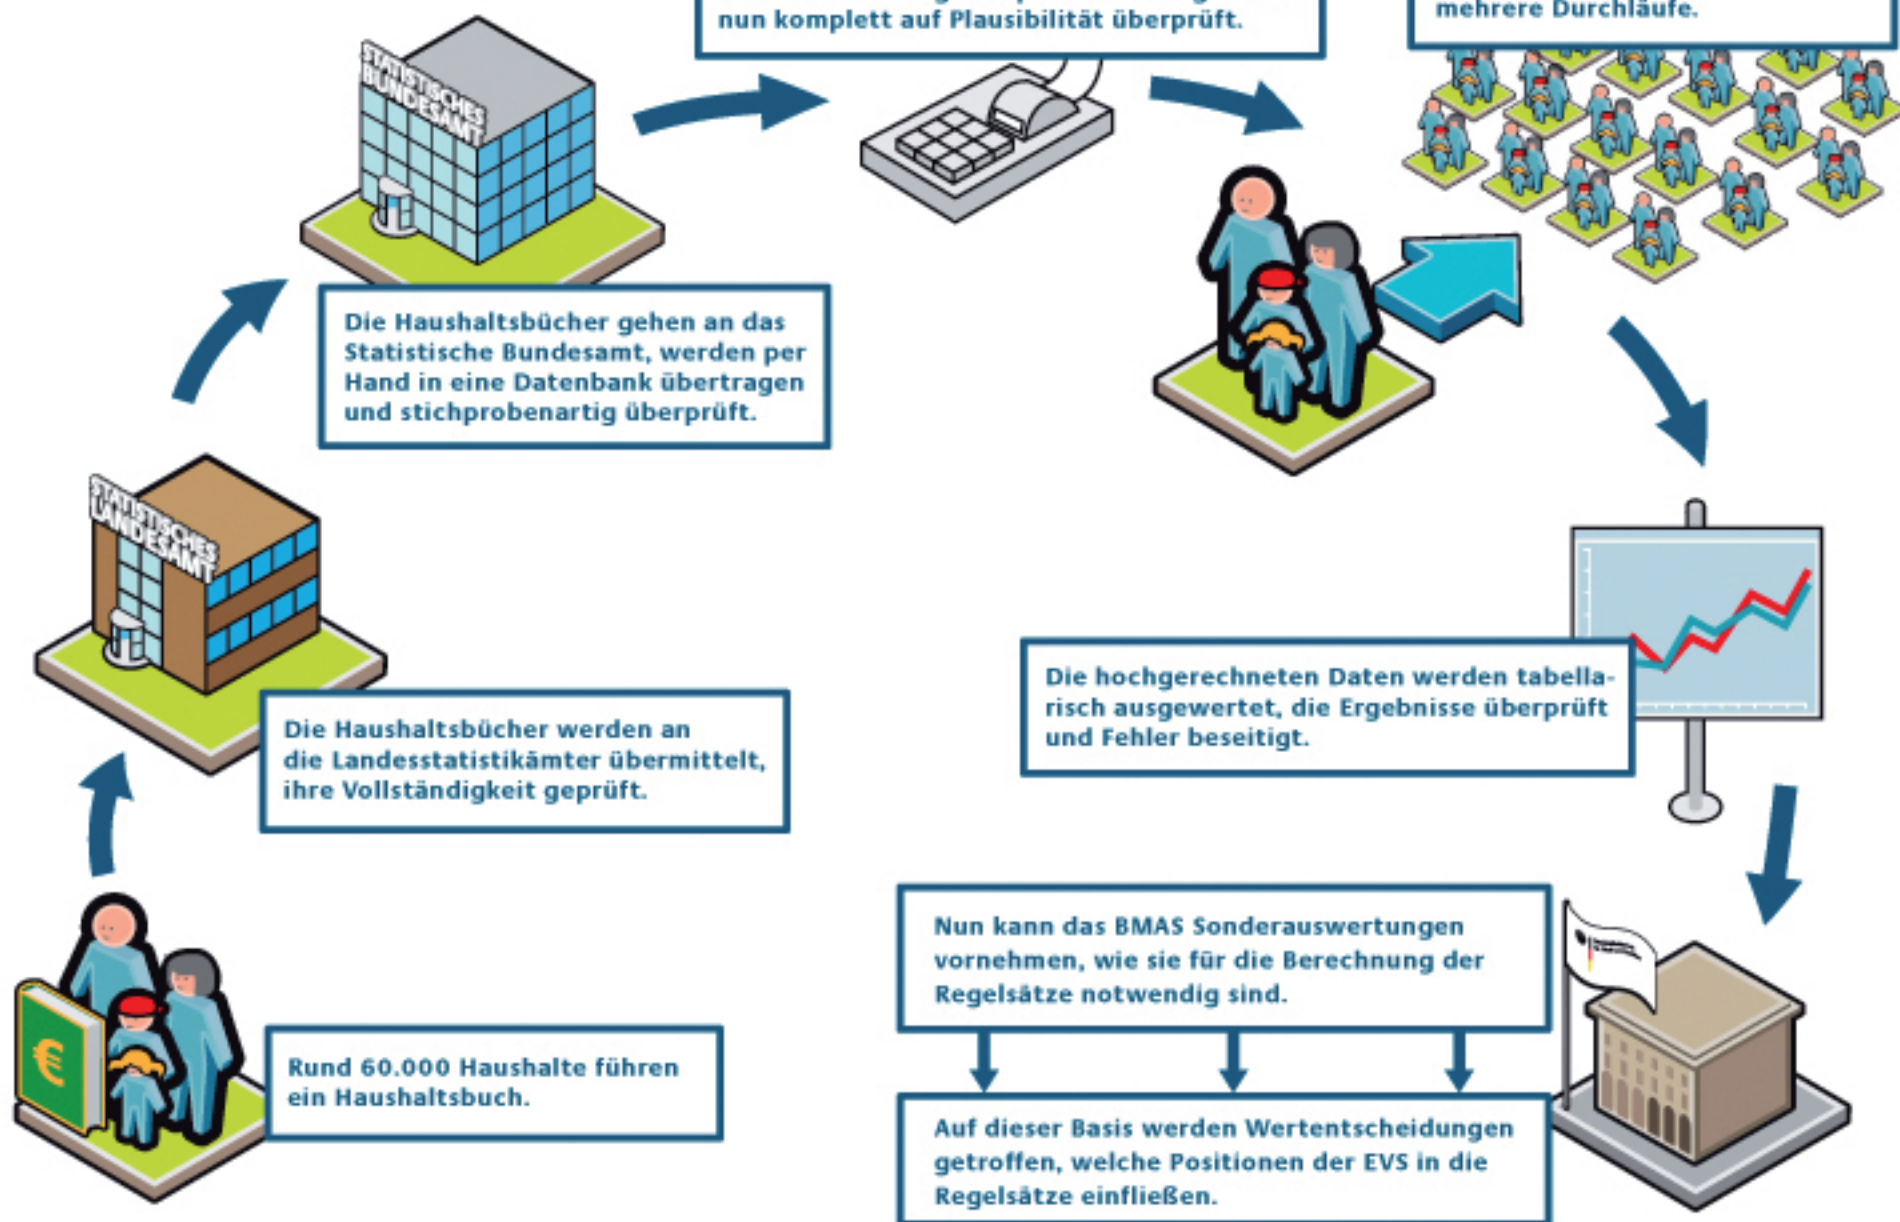 nun komplett auf Plausibilität überprüft.
mehrere Durchläufe.
STATISTISCHES
BUNDESAMT
Die Haushaltsbücher gehen an das
Statistische Bundesamt, werden per
Hand in eine Datenbank übertragen
und stichprobenartig überprüft.
STATISTISCHES
LANDESAMT
Die Haushaltsbücher werden an
die Landesstatistikämter übermittelt,
ihre Vollständigkeit geprüft.
Die hochgerechneten Daten werden tabella-
risch ausgewertet, die Ergebnisse überprüft
und Fehler beseitigt.
€
Rund 60.000 Haushalte führen
ein Haushaltsbuch.
Nun kann das BMAS Sonderauswertungen
vornehmen, wie sie für die Berechnung der
Regelsätze notwendig sind.
Auf dieser Basis werden Wertentscheidungen
getroffen, welche Positionen der EVS in die
Regelsätze einfließen.